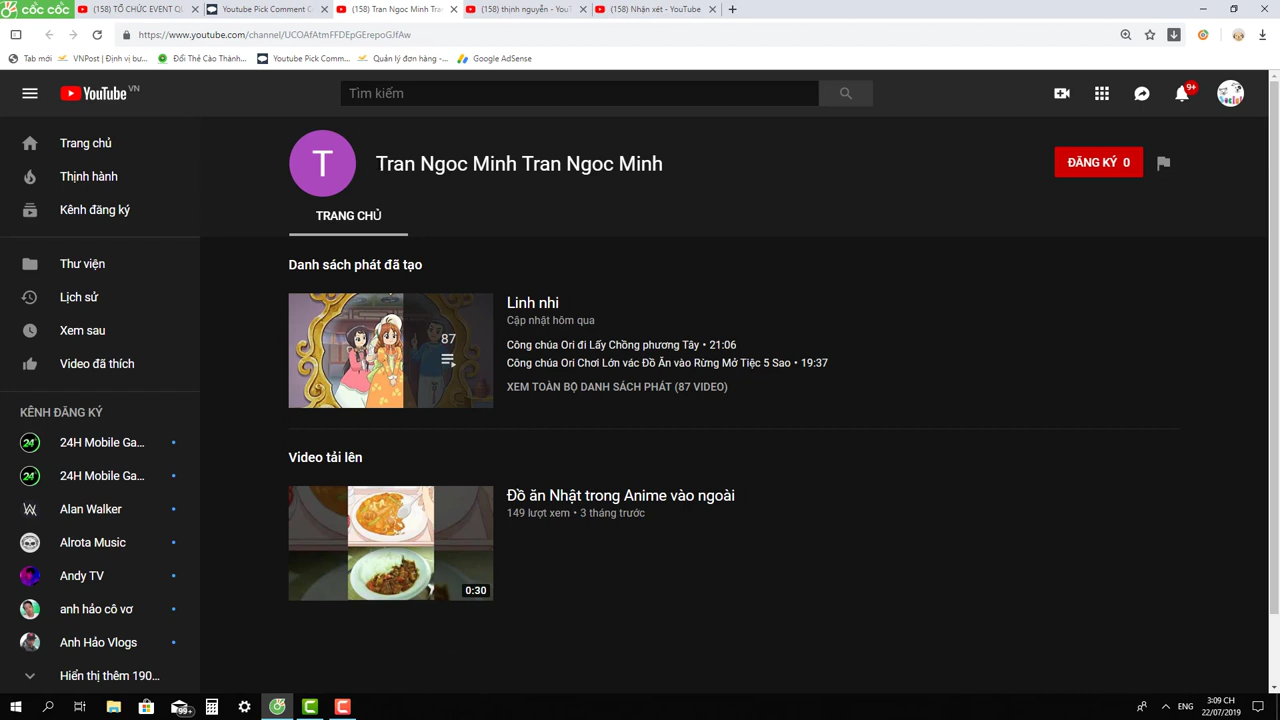 cốc cốc
(158) TỔ CHỨC EVENT QU
Youtube Pick Comment C
(158) Tran Ngoc Minh Tra
(158) thịnh nguyễn - YouT
(158) Nhận xét - YouTube
https://www.youtube.com/channel/UCOAfAtmFFDEpGErepoGJfAw
Tab mới
VNPost | Định vị bư...
Đổi Thẻ Cào Thành...
Youtube Pick Commen...
Quản lý đơn hàng -...
Google AdSense
YouTube VN
Tìm kiếm
9+
Trang chủ
Thịnh hành
Kênh đăng ký
Thư viện
Lịch sử
Xem sau
Video đã thích
KÊNH ĐĂNG KÝ
24H Mobile Ga...
24H Mobile Ga...
Alan Walker
Alrota Music
Andy TV
anh hảo cô vơ
Anh Hảo Vlogs
Hiển thị thêm 190...
T
Tran Ngoc Minh Tran Ngoc Minh
ĐĂNG KÝ 0
TRANG CHỦ
Danh sách phát đã tạo
87
Linh nhi
Cập nhật hôm qua
Công chúa Ori đi Lấy Chồng phương Tây • 21:06
Công chúa Ori Chơi Lớn vác Đồ Ăn vào Rừng Mở Tiệc 5 Sao • 19:37
XEM TOÀN BỘ DANH SÁCH PHÁT (87 VIDEO)
Video tải lên
0:30
Đồ ăn Nhật trong Anime vào ngoài
149 lượt xem • 3 tháng trước
99+
ENG
3:09 CH
22/07/2019